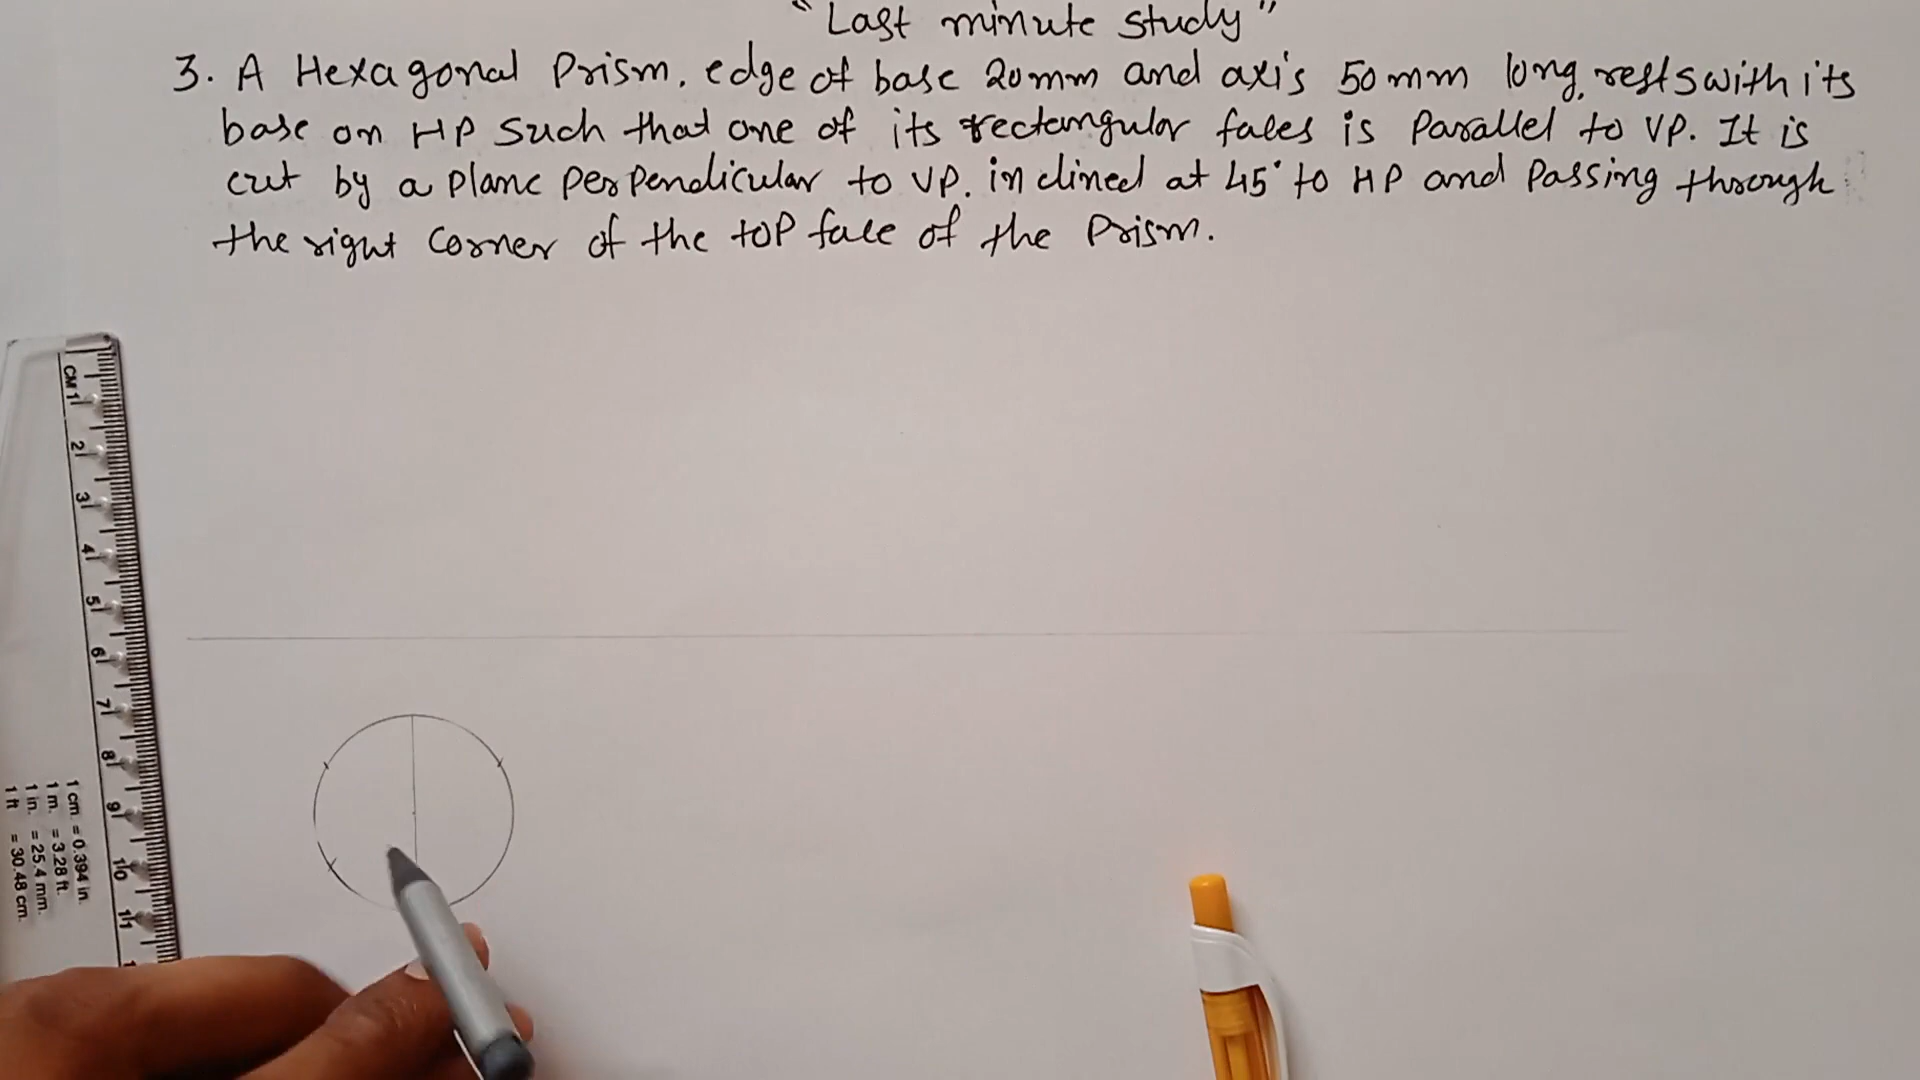 "Last minute study"
3. A Hexagonal Prism, edge of base 20mm and axis 50mm long, rests with its
base on HP such that one of its rectangular faces is Parallel to VP. It is
cut by a plane perpendicular to VP, inclined at 45° to HP and Passing through
the right corner of the top face of the Prism.
CM 1
2
3
4
5
6
7
8
9
10
11
1 cm. = 0.394 in.
1 m. = 3.28 ft.
1 in. = 25.4 mm.
1 ft = 30.48 cm.